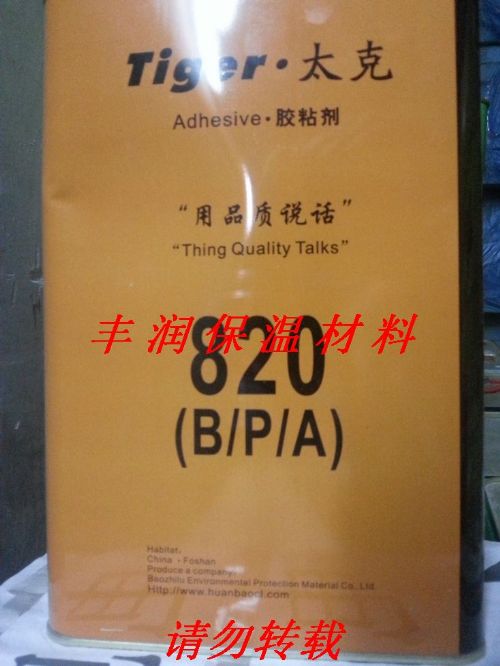 Tiger·太克
Adhesive·胶粘剂
“用品质说话”
“Thing Quality Talks”
丰润保温材料
820
(B/P/A)
Habitat,
China ·Foshan
Produce a company,
Baozhilu Environmental Protection Material Co., Ltd.
Http://www.huanbaocl.com
请勿转载